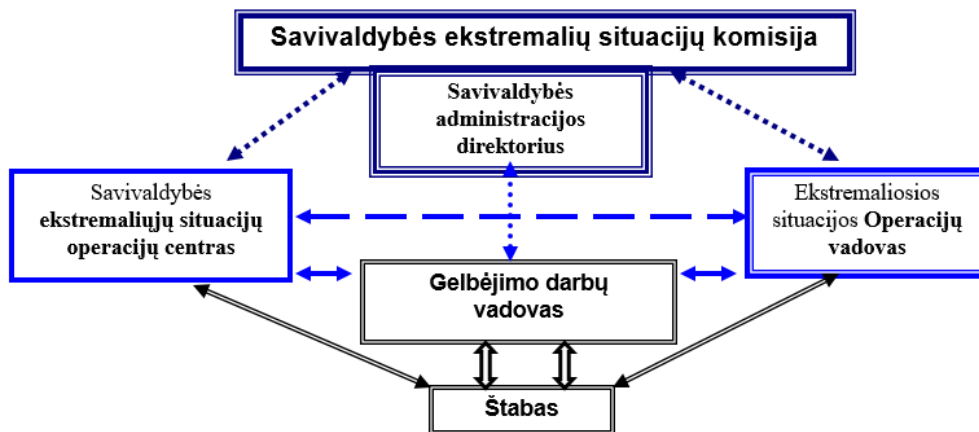 Savivaldybės ekstremalių situacijų komisija
Savivaldybės
administracijos
direktorius
Savivaldybės
ekstremaliųjų situacijų
operacijų centras
Ekstremaliosios
situacijos Operacijų
vadovas
Gelbėjimo darbų
vadovas
Štabas